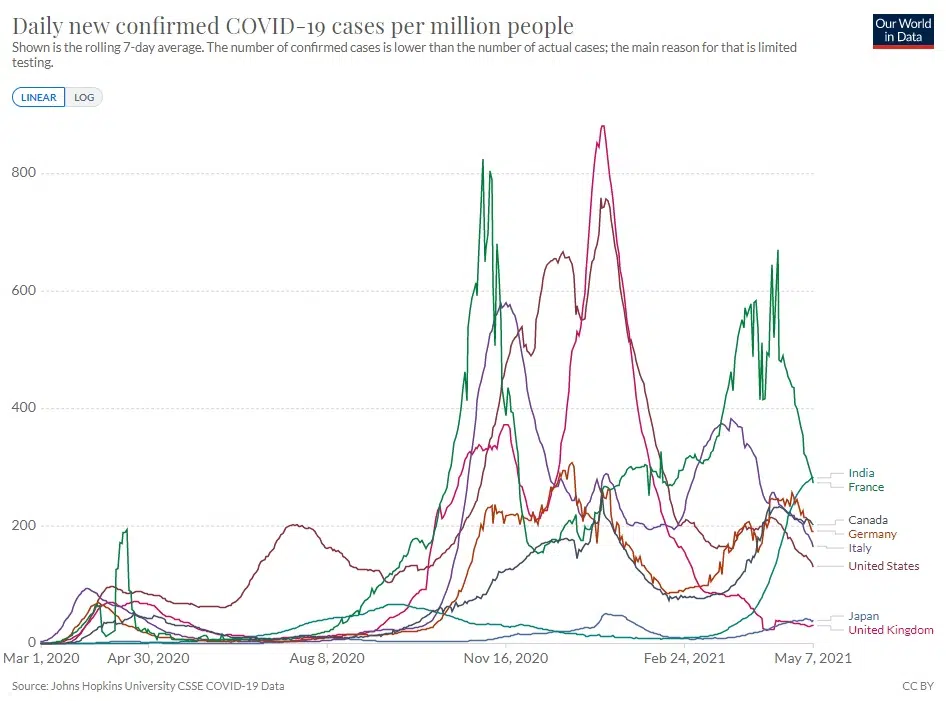 Daily new confirmed COVID-19 cases per million people
Shown is the rolling 7-day average. The number of confirmed cases is lower than the number of actual cases; the main reason for that is limited
testing.
Our World
in Data
LINEAR LOG
800
600
400
200
0
India
France
Canada
Germany
Italy
United States
Japan
United Kingdom
Mar 1, 2020 Apr 30, 2020 Aug 8, 2020 Nov 16, 2020 Feb 24, 2021 May 7, 2021
Source: Johns Hopkins University CSSE COVID-19 Data CC BY